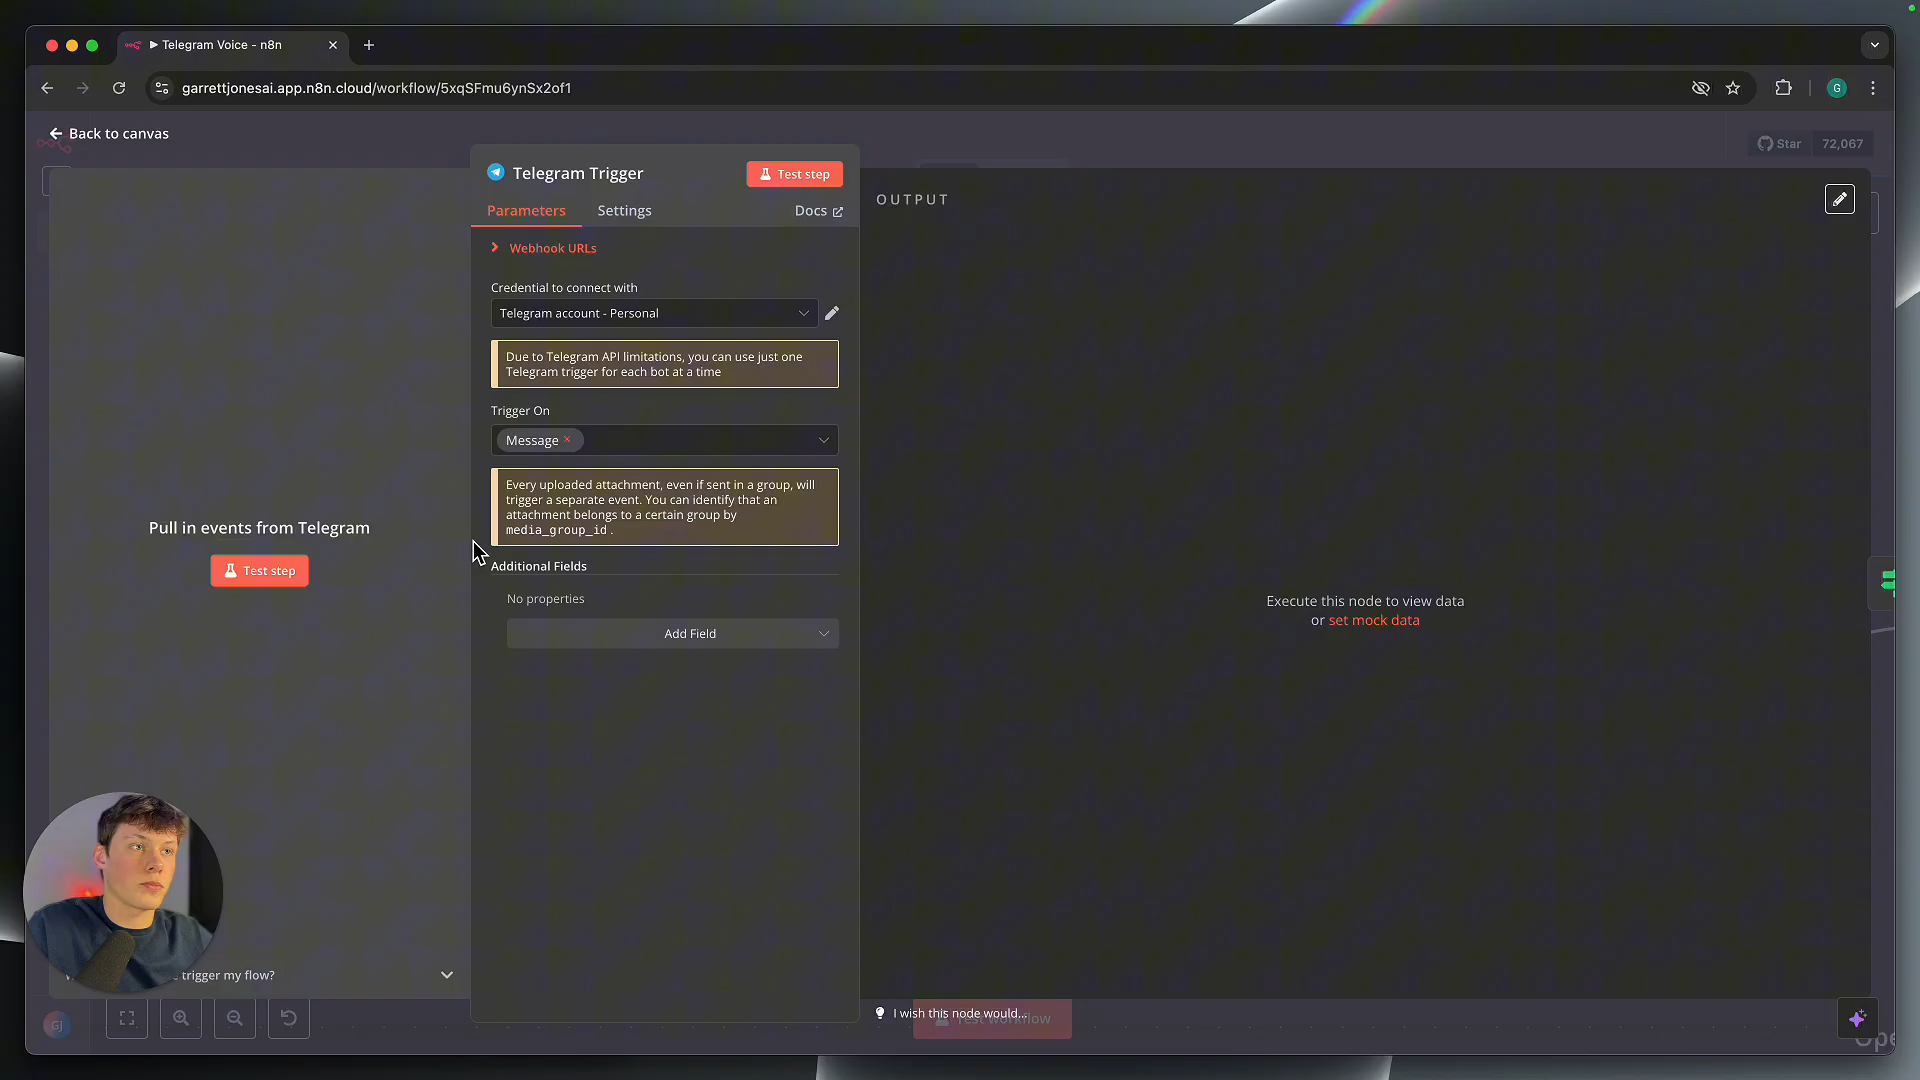 Telegram Voice - n8n
garrettjonesai.app.n8n.cloud/workflow/5xqSFmu6ynSx2of1
G
Back to canvas
Star 72,067
Telegram Trigger
Test step
Parameters
Settings
Docs
Webhook URLs
Credential to connect with
Telegram account - Personal
Due to Telegram API limitations, you can use just one
Telegram trigger for each bot at a time
Trigger On
Message
Every uploaded attachment, even if sent in a group, will
trigger a separate event. You can identify that an
attachment belongs to a certain group by
media_group_id .
Additional Fields
No properties
Add Field
Pull in events from Telegram
Test step
trigger my flow?
OUTPUT
Execute this node to view data
or set mock data
I wish this node would...
Test workflow
GJ
Ope